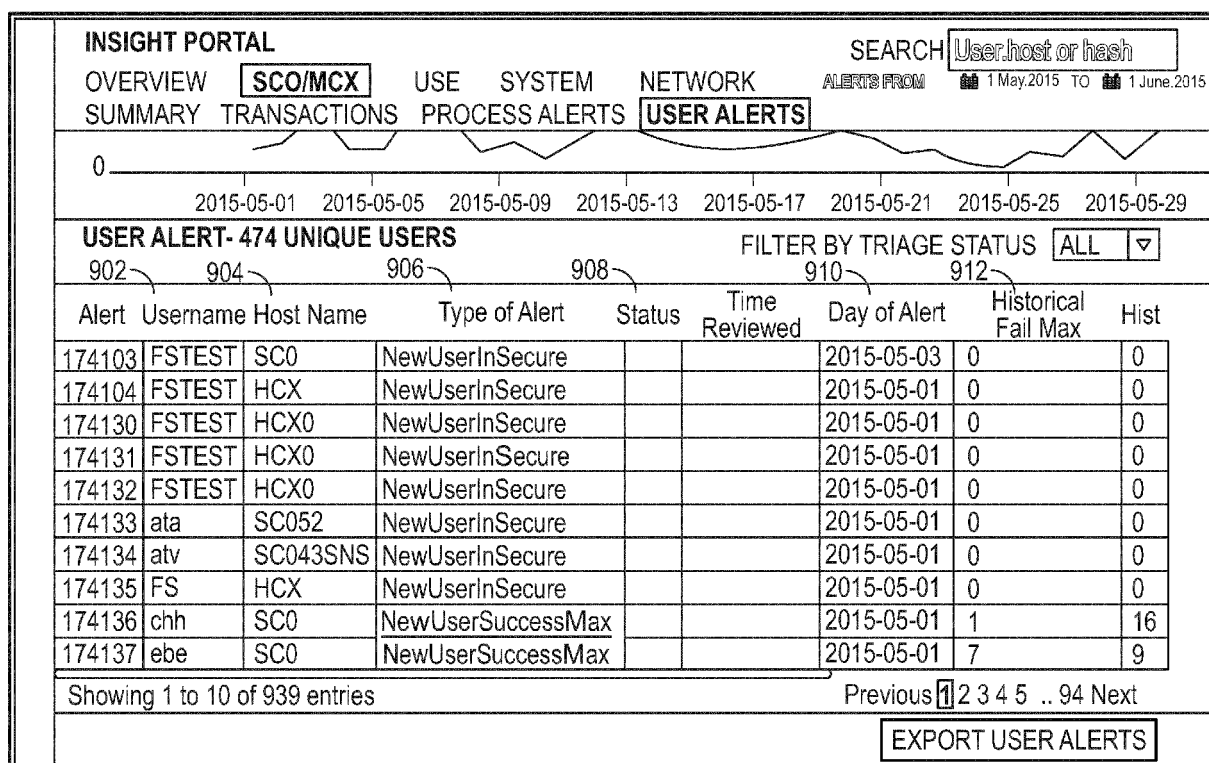 INSIGHT PORTAL
SEARCH User.host or hash
OVERVIEW SCO/MCX USE SYSTEM NETWORK ALERTS FROM 1 May.2015 TO 1 June.2015
SUMMARY TRANSACTIONS PROCESS ALERTS USER ALERTS
0
2015-05-01 2015-05-05 2015-05-09 2015-05-13 2015-05-17 2015-05-21 2015-05-25 2015-05-29
USER ALERT- 474 UNIQUE USERS FILTER BY TRIAGE STATUS ALL
902 904 906 908 910 912
Alert Username Host Name Type of Alert Status Time Reviewed Day of Alert Historical Fail Max Hist
174103 FSTEST SC0 NewUserInSecure 2015-05-03 0 0
174104 FSTEST HCX NewUserInSecure 2015-05-01 0 0
174130 FSTEST HCX0 NewUserInSecure 2015-05-01 0 0
174131 FSTEST HCX0 NewUserInSecure 2015-05-01 0 0
174132 FSTEST HCX0 NewUserInSecure 2015-05-01 0 0
174133 ata SC052 NewUserInSecure 2015-05-01 0 0
174134 atv SC043SNS NewUserInSecure 2015-05-01 0 0
174135 FS HCX NewUserInSecure 2015-05-01 0 0
174136 chh SC0 NewUserSuccessMax 2015-05-01 1 16
174137 ebe SC0 NewUserSuccessMax 2015-05-01 7 9
Showing 1 to 10 of 939 entries Previous 1 2 3 4 5 .. 94 Next
EXPORT USER ALERTS